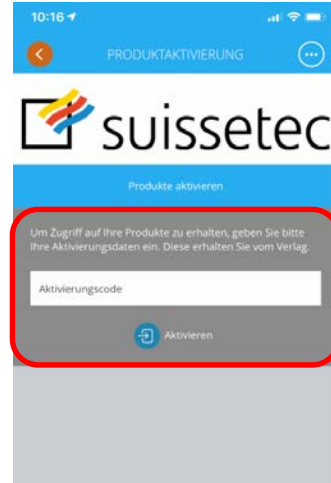 10:16
PRODUKTAKTIVIERUNG
suissetec
Produkte aktivieren
Um Zugriff auf Ihre Produkte zu erhalten, geben Sie bitte
Ihre Aktivierungsdaten ein. Diese erhalten Sie vom Verlag.
Aktivierungscode
Aktivieren